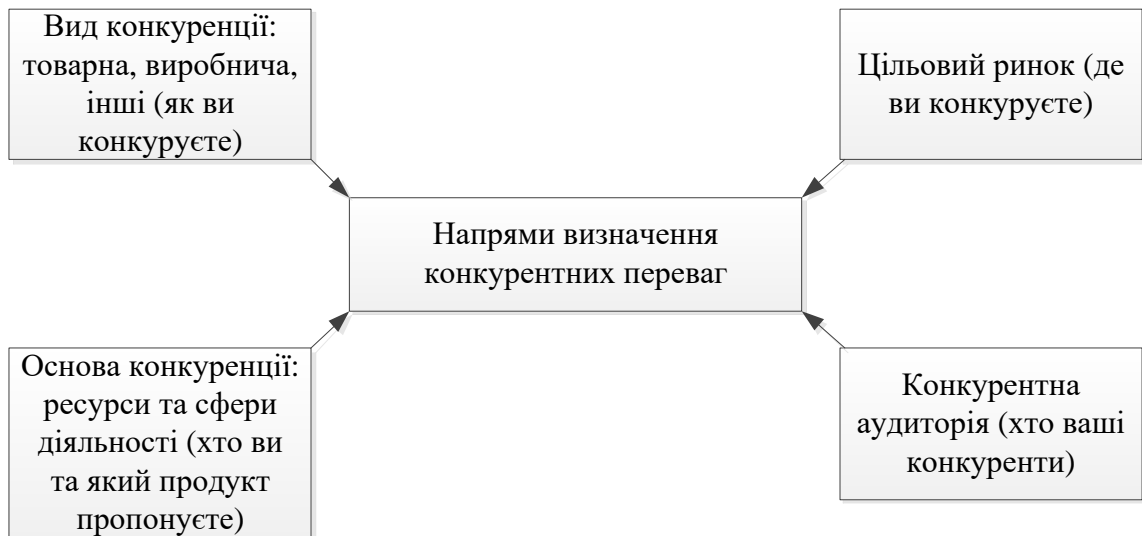 Вид конкуренції:
товарна, виробнича,
інші (як ви
конкуруєте)
Цільовий ринок (де
ви конкуруєте)
Напрями визначення
конкурентних переваг
Основа конкуренції:
ресурси та сфери
діяльності (хто ви
та який продукт
пропонуєте)
Конкурентна
аудиторія (хто ваші
конкуренти)